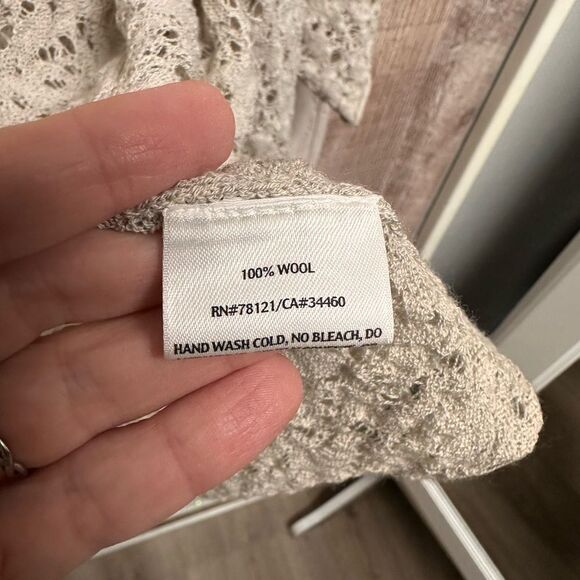 100% WOOL
RN#78121/CA#34460
HAND WASH COLD, NO BLEACH, DO